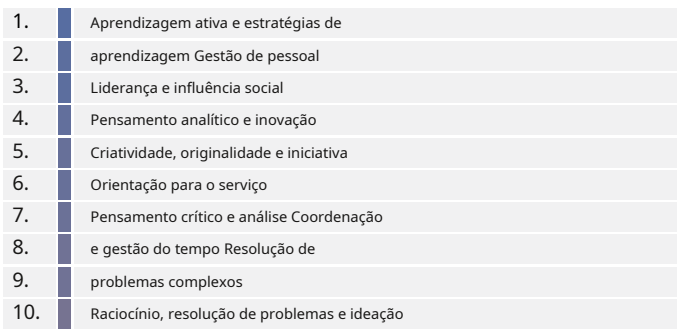 1. Aprendizagem ativa e estratégias de
2. aprendizagem Gestão de pessoal
3. Liderança e influência social
4. Pensamento analítico e inovação
5. Criatividade, originalidade e iniciativa
6. Orientação para o serviço
7. Pensamento crítico e análise Coordenação
8. e gestão do tempo Resolução de
9. problemas complexos
10. Raciocínio, resolução de problemas e ideação